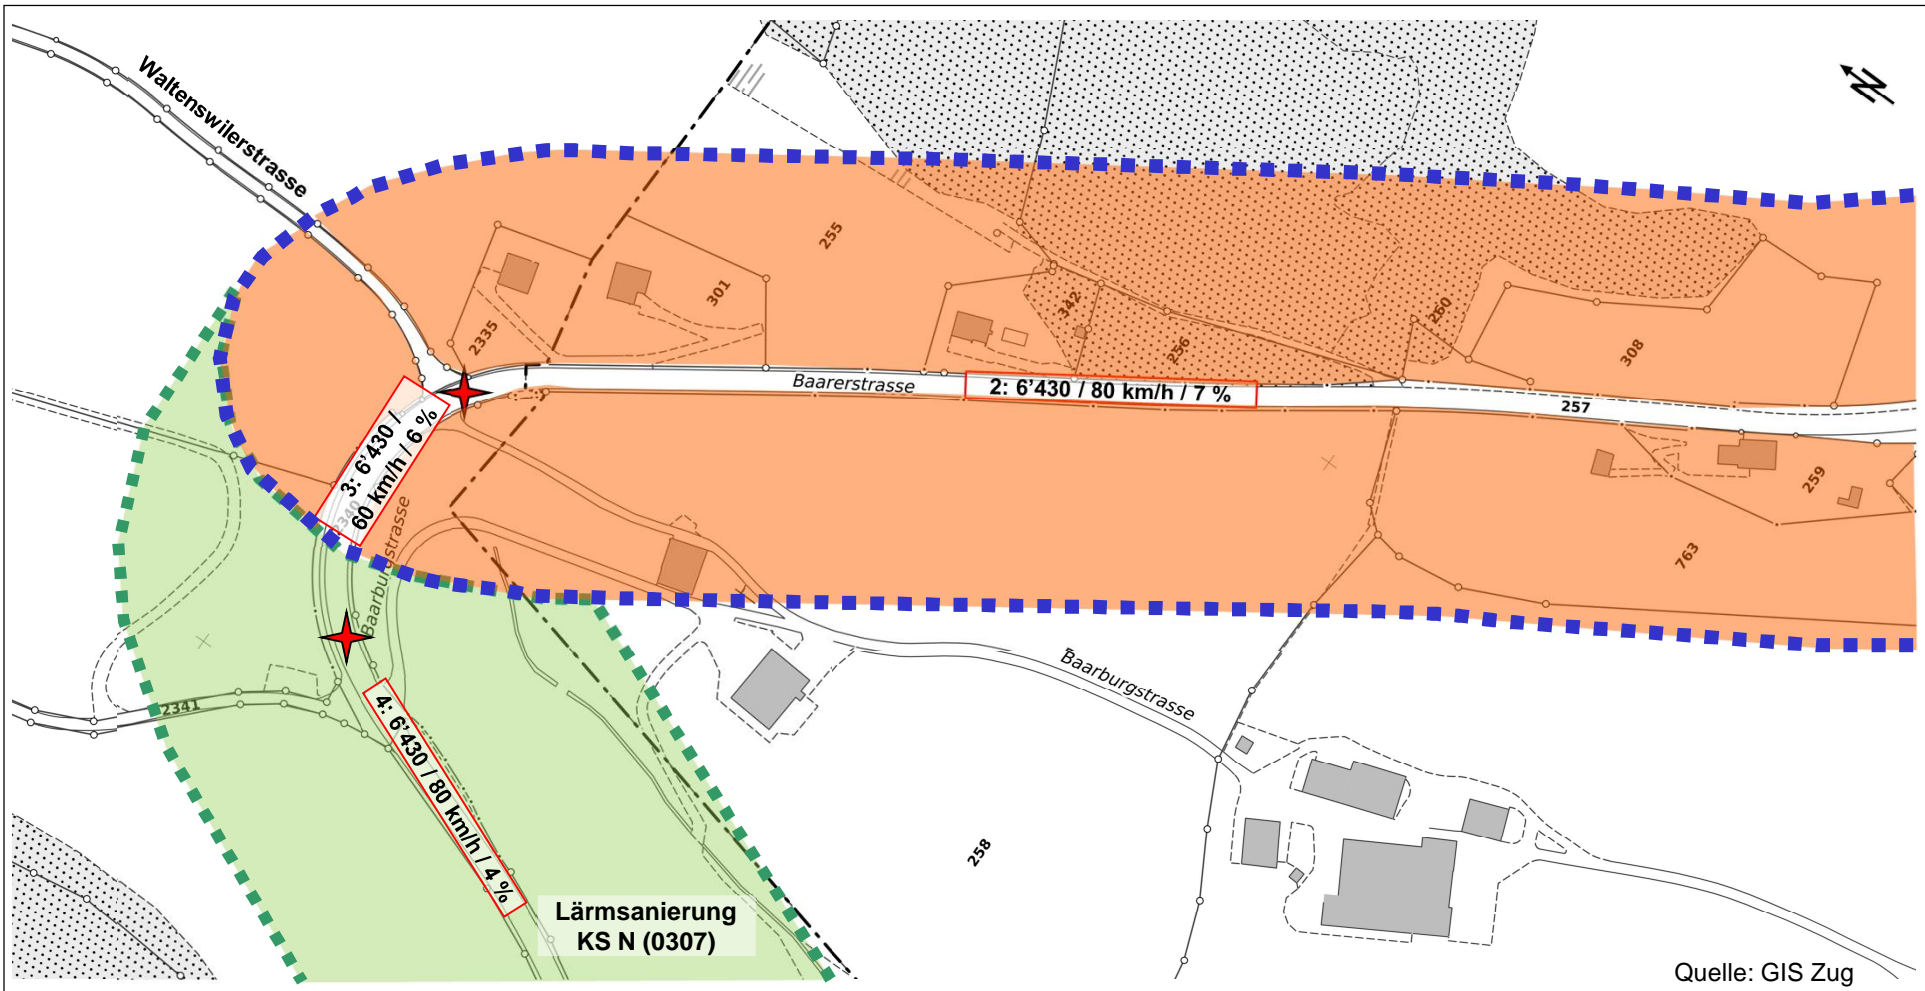 Waltenswilerstrasse
N
255
301
2335
342
256
260
308
Baarerstrasse
2: 6’430 / 80 km/h / 7 %
257
3: 6’430 /
60 km/h / 6 %
2340
Baarburgstrasse
259
763
2341
Baarburgstrasse
4: 6’430 / 80 km/h / 4 %
258
Lärmsanierung
KS N (0307)
Quelle: GIS Zug